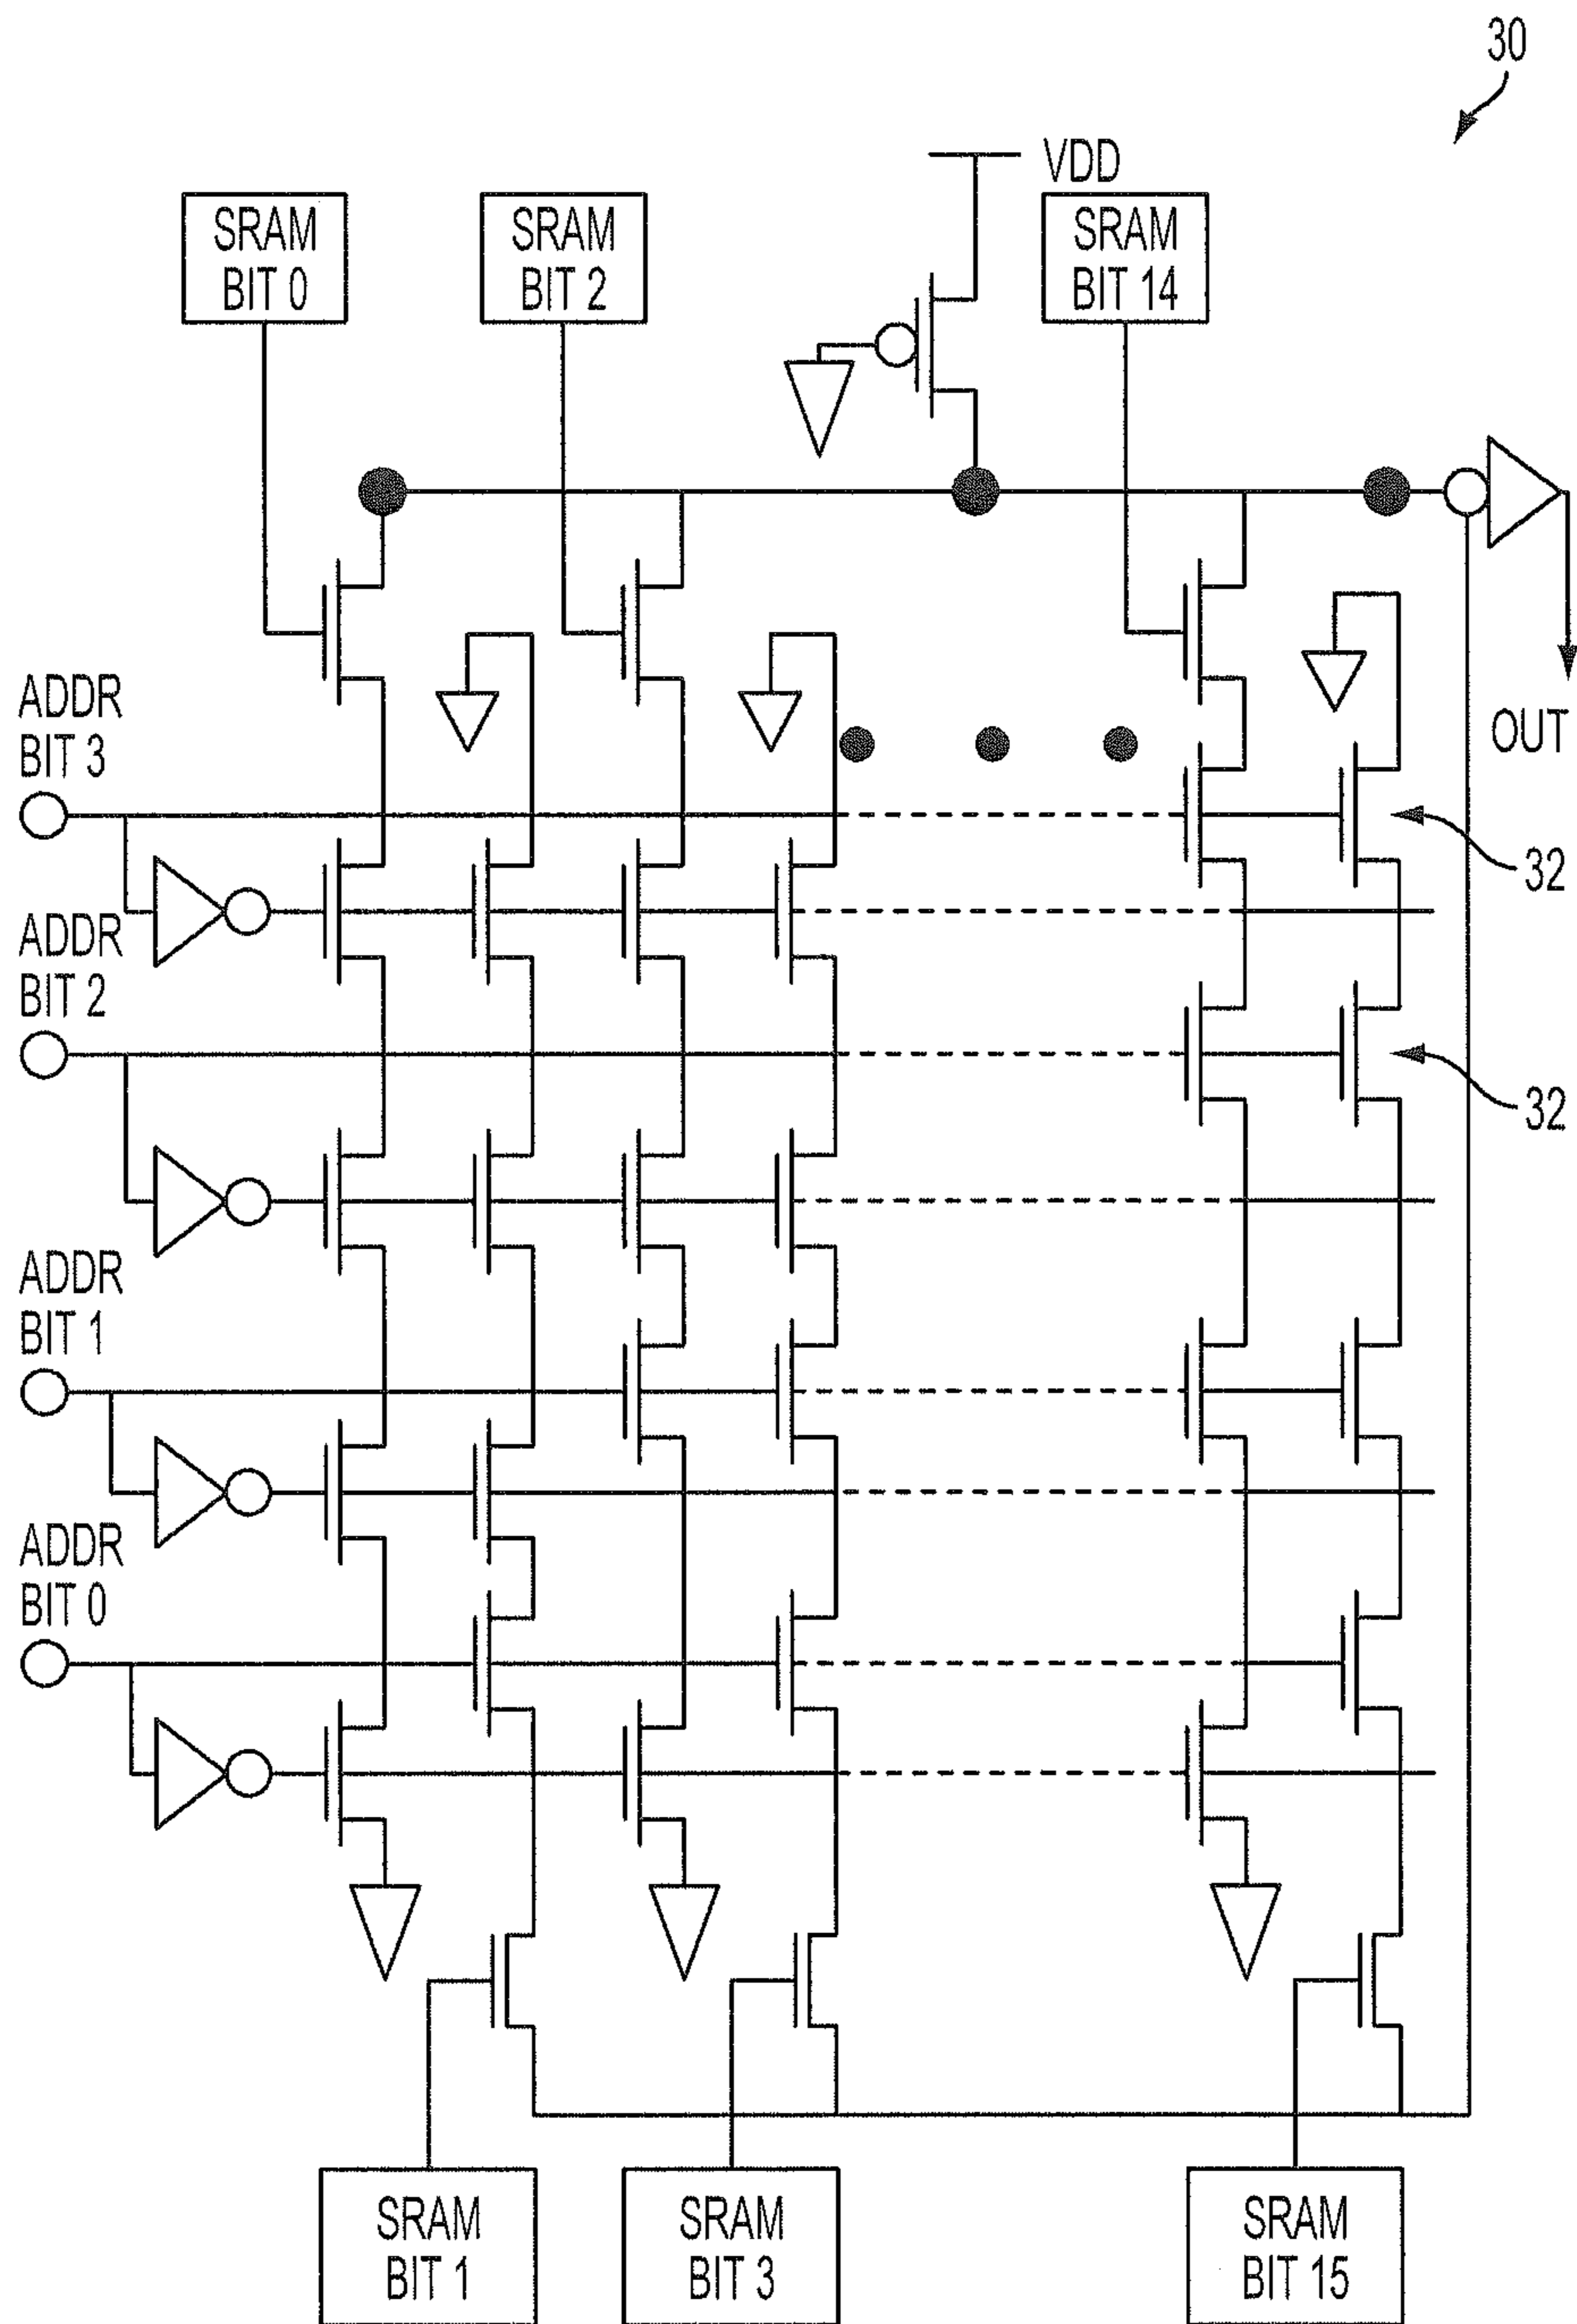 30
VDD
SRAM
BIT 0
SRAM
BIT 2
SRAM
BIT 14
ADDR
BIT 3
OUT
32
ADDR
BIT 2
32
ADDR
BIT 1
ADDR
BIT 0
SRAM
BIT 1
SRAM
BIT 3
SRAM
BIT 15